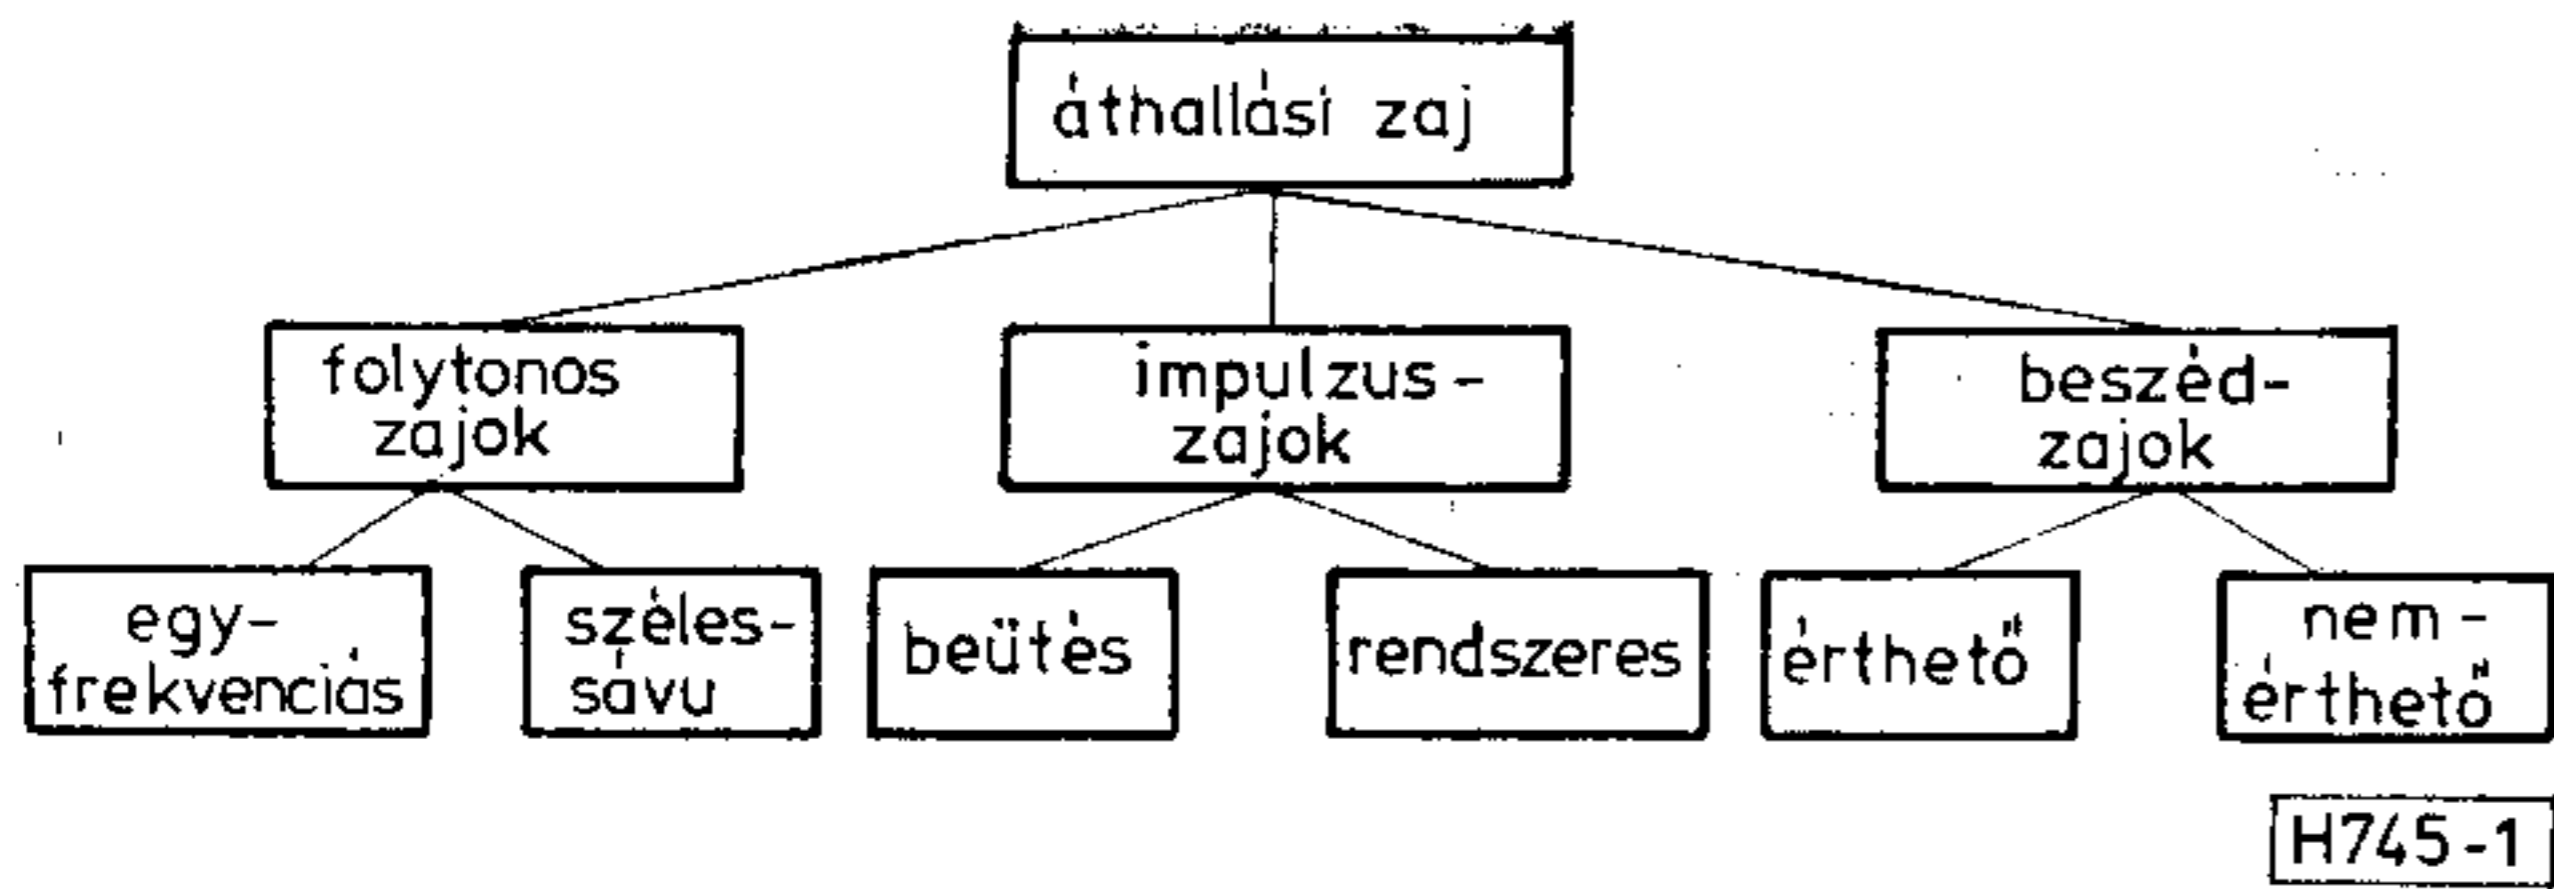 áthallási zaj
folytonos
zajok
impulzus-
zajok
beszéd-
zajok
egy-
frekvenciás
széles-
sávu
beütés
rendszeres
érthető
nem-
érthető
H745-1